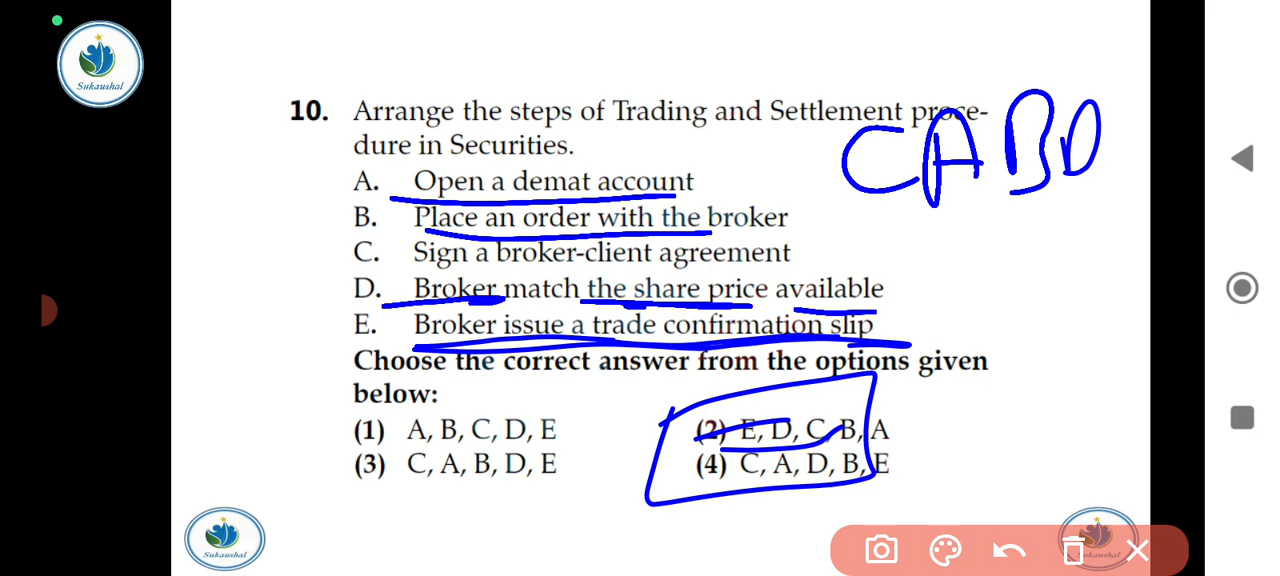 Sukaushal
10. Arrange the steps of Trading and Settlement proce-
dure in Securities.
CABD
A. Open a demat account
B. Place an order with the broker
C. Sign a broker-client agreement
D. Broker match the share price available
E. Broker issue a trade confirmation slip
Choose the correct answer from the options given
below:
(1) A, B, C, D, E (2) E, D, C, B, A
(3) C, A, B, D, E (4) C, A, D, B, E
Sukaushal
Sukaushal